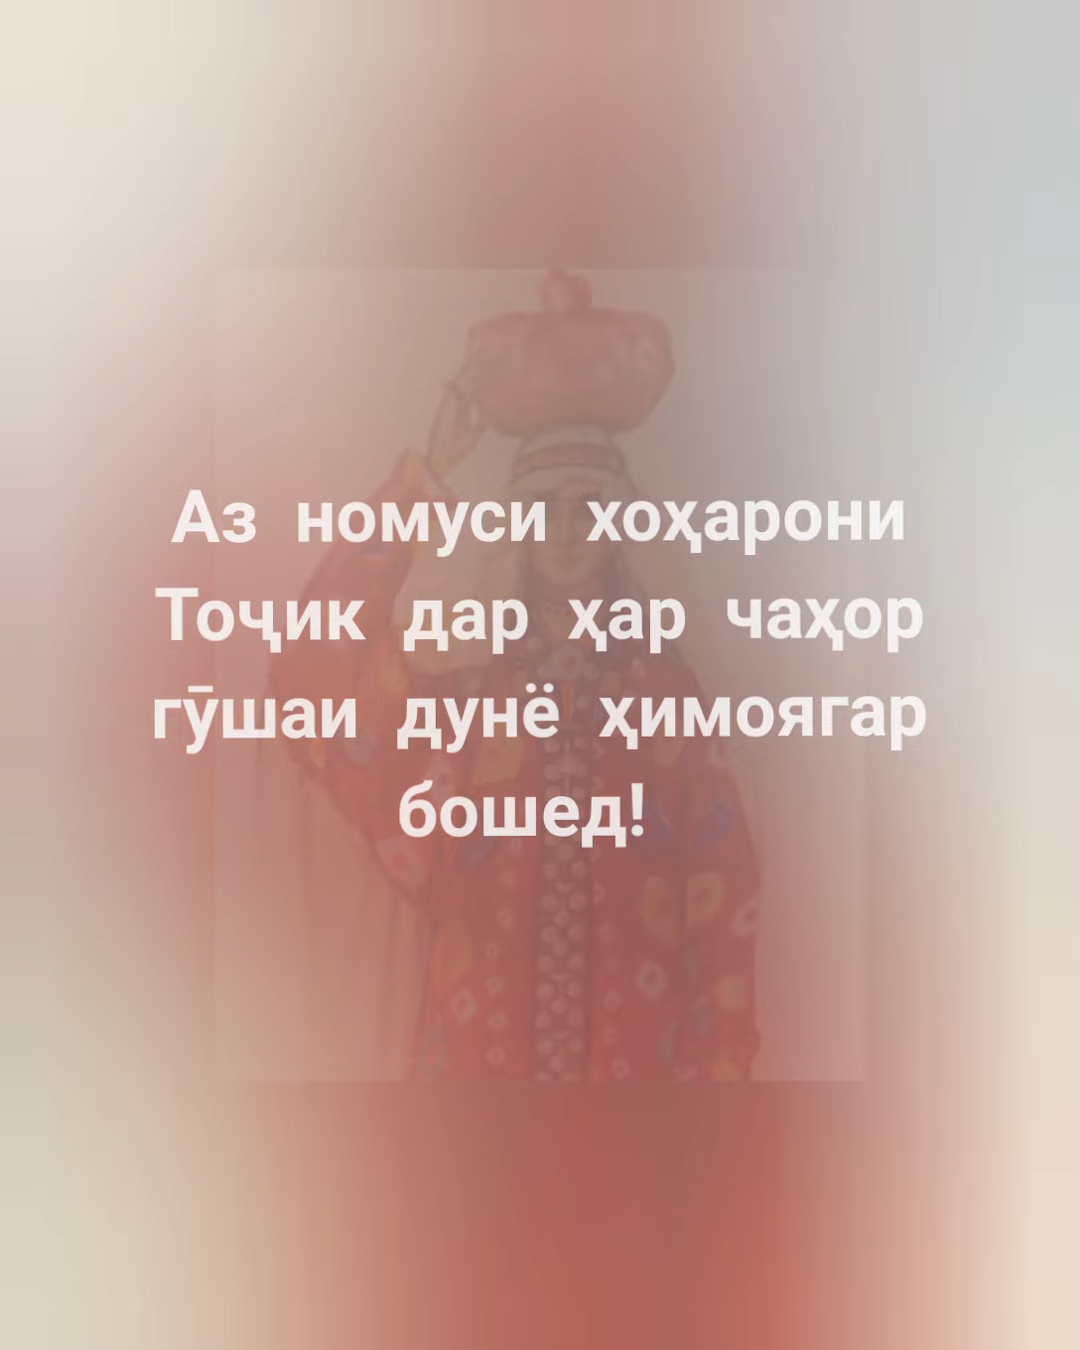 Аз номуси хоҳарони
Тоҷик дар ҳар чаҳор
гӯшаи дунё ҳимоягар
бошед!